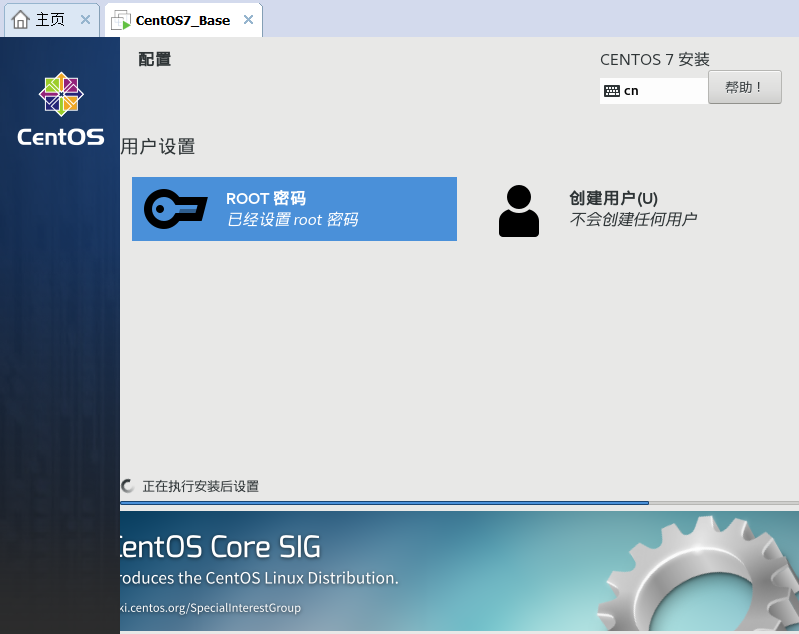 主页
CentOS7_Base
配置
CENTOS 7 安装
cn
帮助！
CentOS
用户设置
ROOT 密码
已经设置 root 密码
创建用户(U)
不会创建任何用户
正在执行安装后设置
CentOS Core SIG
roduces the CentOS Linux Distribution.
ki.centos.org/SpecialInterestGroup